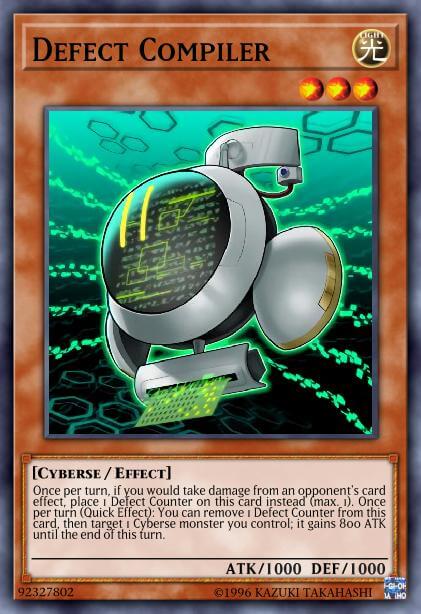 DEFECT COMPILER
LIGHT
光
[CYBERSE / EFFECT]
Once per turn, if you would take damage from an opponent's card
effect, place 1 Defect Counter on this card instead (max. 1). Once
per turn (Quick Effect): You can remove 1 Defect Counter from this
card, then target 1 Cyberse monster you control; it gains 800 ATK
until the end of this turn.
ATK/1000 DEF/1000
92327802
©1996 KAZUKI TAKAHASHI